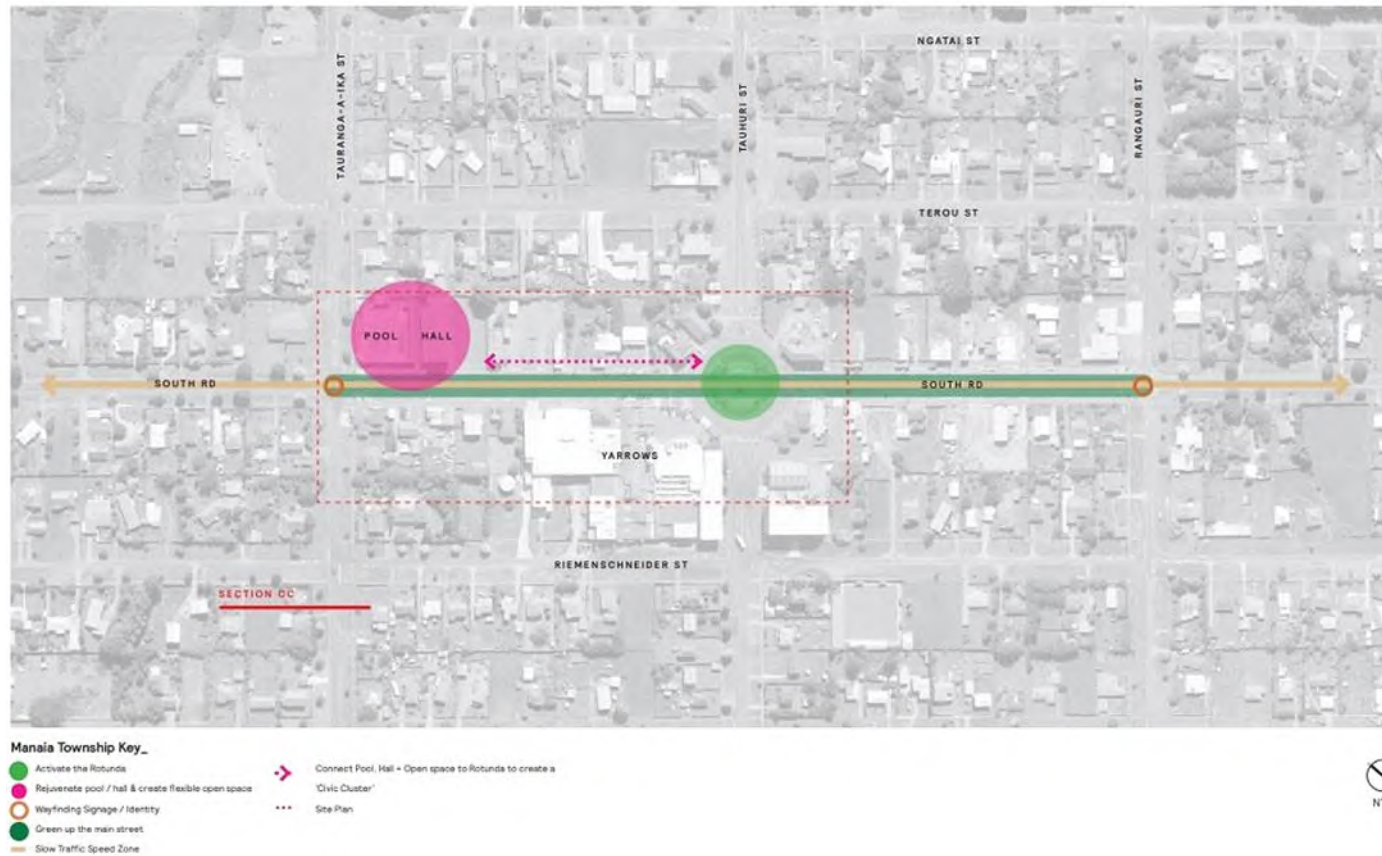 NGATAI ST
TAURANGA-A-IKA ST
TAUHURI ST
RANGAURI ST
TEROU ST
POOL
HALL
SOUTH RD
SOUTH RD
YARROWS
RIEMENSCHNEIDER ST
SECTION CC
Manaia Township Key_
Activate the Rotunda
Rejuvenate pool / hall & create flexible open space
Wayfinding Signage / Identity
Green up the main street
Slow Traffic Speed Zone
Connect Pool, Hall + Open space to Rotunda to create a
'Civic Cluster'
Site Plan